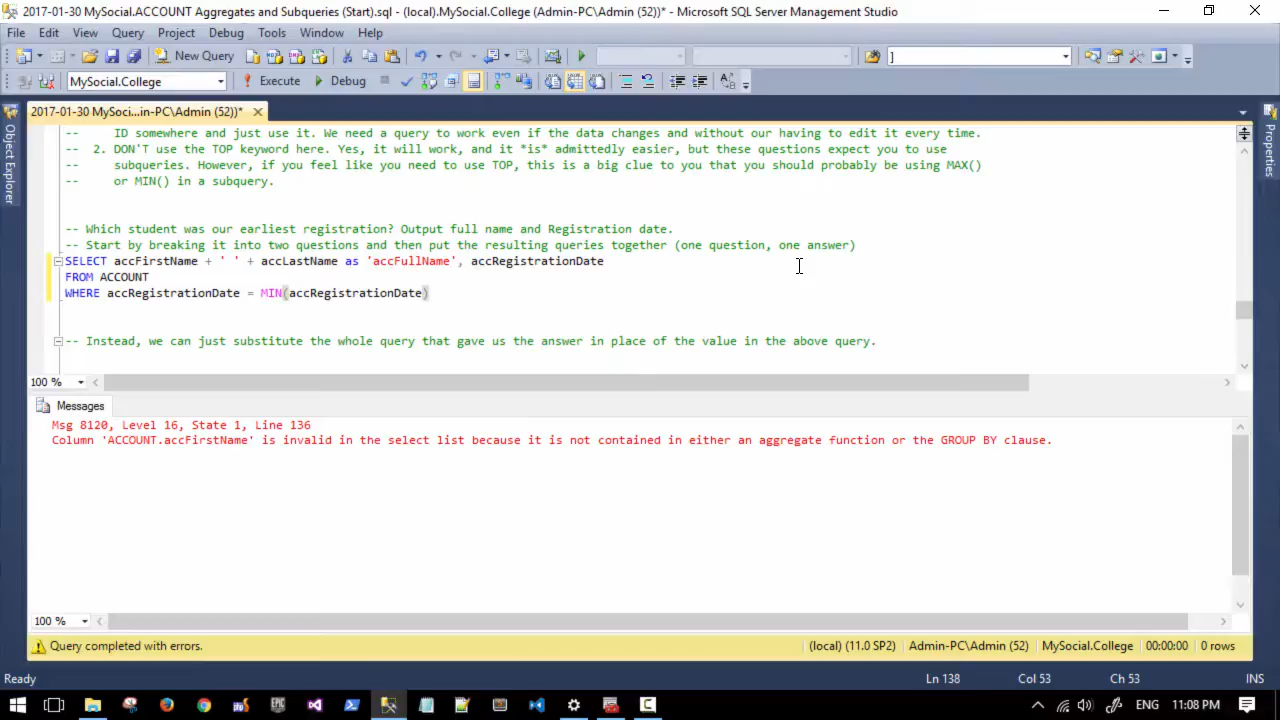 2017-01-30 MySocial.ACCOUNT Aggregates and Subqueries (Start).sql - (local).MySocial.College (Admin-PC\Admin (52))* - Microsoft SQL Server Management Studio
File Edit View Query Project Debug Tools Window Help
New Query ]
MySocial.College Execute Debug
2017-01-30 MySoci...in-PC\Admin (52))*
Object Explorer
Properties
-- ID somewhere and just use it. We need a query to work even if the data changes and without our having to edit it every time.
-- 2. DON'T use the TOP keyword here. Yes, it will work, and it *is* admittedly easier, but these questions expect you to use
-- subqueries. However, if you feel like you need to use TOP, this is a big clue to you that you should probably be using MAX()
-- or MIN() in a subquery.
-- Which student was our earliest registration? Output full name and Registration date.
-- Start by breaking it into two questions and then put the resulting queries together (one question, one answer)
SELECT accFirstName + ' ' + accLastName as 'accFullName', accRegistrationDate
FROM ACCOUNT
WHERE accRegistrationDate = MIN(accRegistrationDate)
-- Instead, we can just substitute the whole query that gave us the answer in place of the value in the above query.
100 %
Messages
Msg 8120, Level 16, State 1, Line 136
Column 'ACCOUNT.accFirstName' is invalid in the select list because it is not contained in either an aggregate function or the GROUP BY clause.
100 %
Query completed with errors. (local) (11.0 SP2) Admin-PC\Admin (52) MySocial.College 00:00:00 0 rows
Ready Ln 138 Col 53 Ch 53 INS
EPIC ENG 11:08 PM